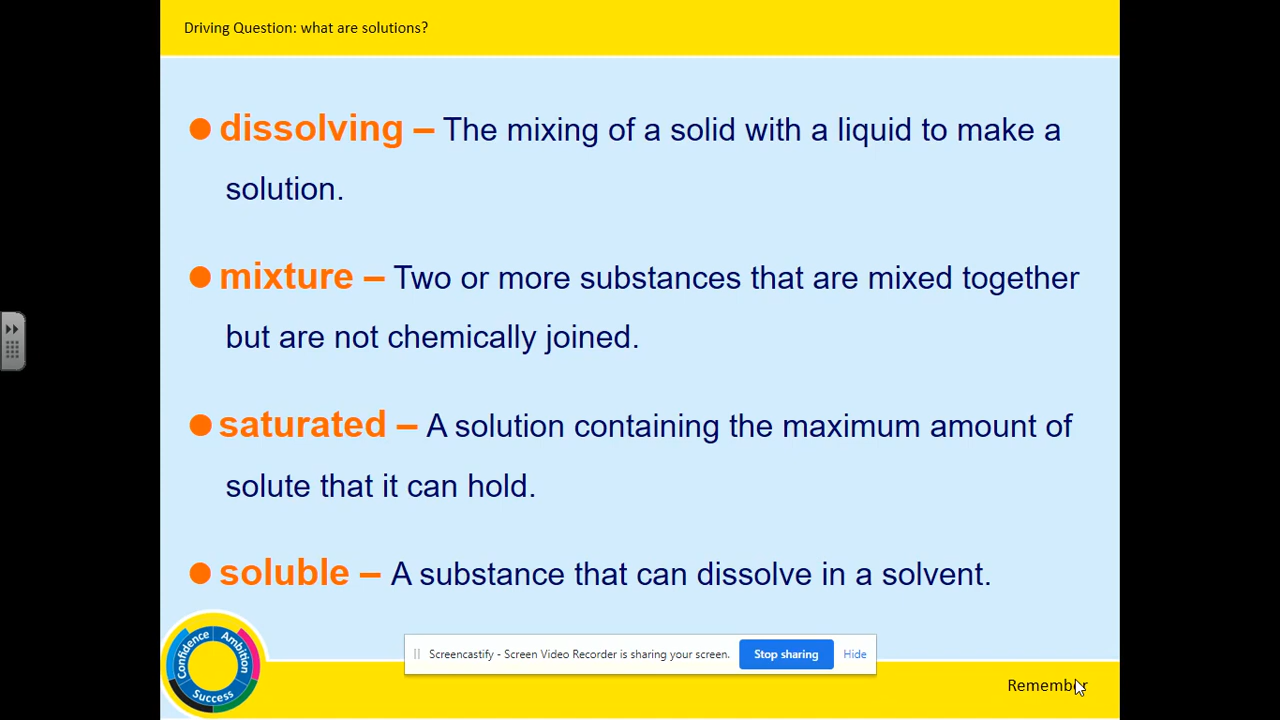 Driving Question: what are solutions?
dissolving – The mixing of a solid with a liquid to make a
solution.
mixture – Two or more substances that are mixed together
but are not chemically joined.
saturated – A solution containing the maximum amount of
solute that it can hold.
soluble – A substance that can dissolve in a solvent.
Confidence Ambition
Success
Screencastify - Screen Video Recorder is sharing your screen. Stop sharing Hide
Remember